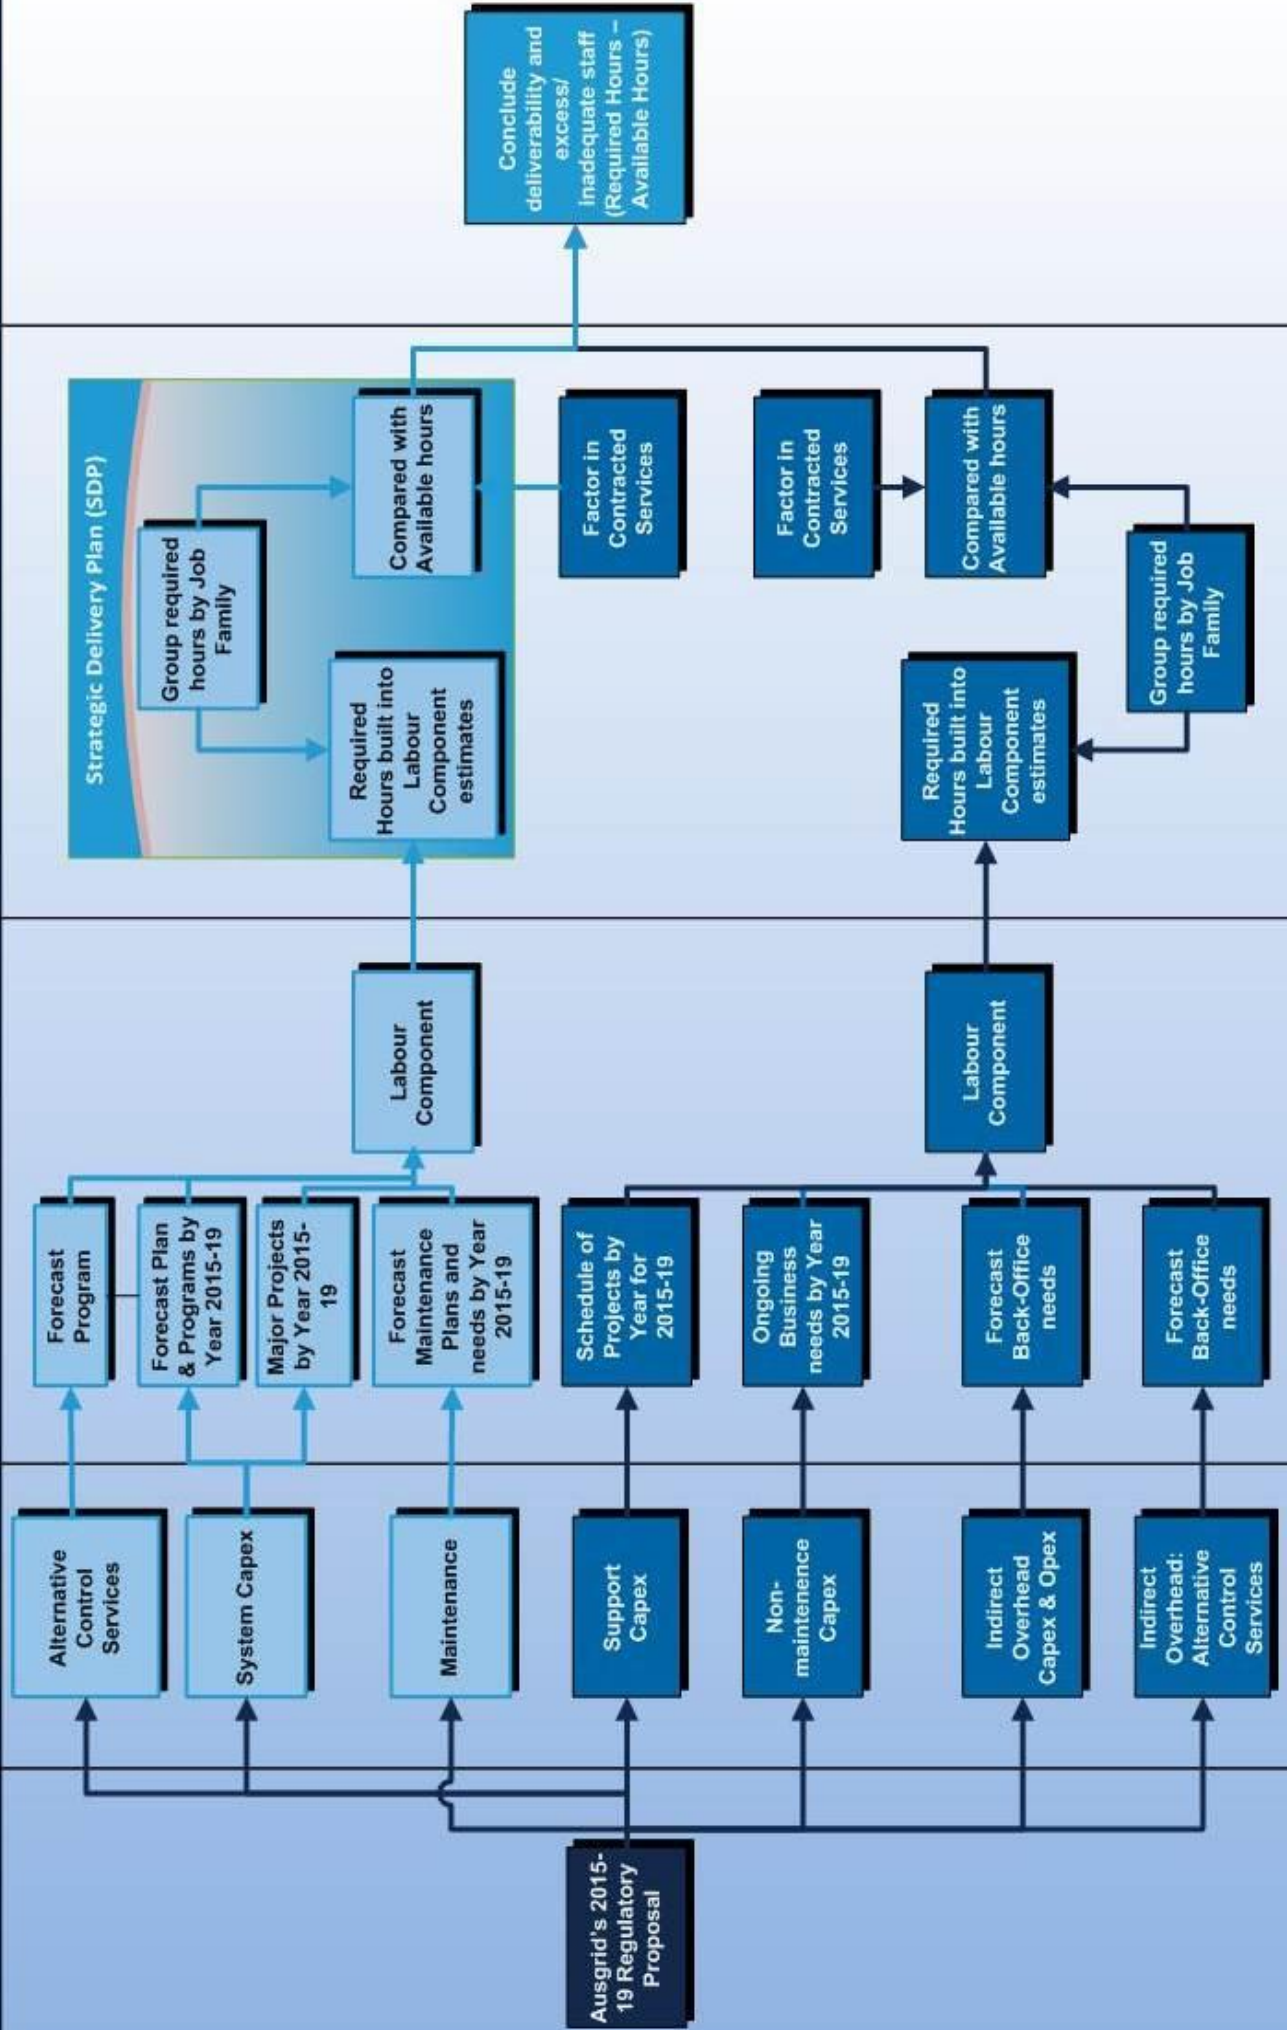 Ausgrid's 2015-
19 Regulatory
Proposal
Alternative
Control
Services
System Capex
Maintenance
Support
Capex
Non-
maintenence
Capex
Indirect
Overhead
Capex & Opex
Indirect
Overhead:
Alternative
Control
Services
Forecast
Program
Forecast Plan
& Programs by
Year 2015-19
Major Projects
by Year 2015-
19
Forecast
Maintenance
Plans and
needs by Year
2015-19
Schedule of
Projects by
Year for
2015-19
Ongoing
Business
needs by Year
2015-19
Forecast
Back-Office
needs
Forecast
Back-Office
needs
Labour
Component
Labour
Component
Strategic Delivery Plan (SDP)
Group required
hours by Job
Family
Required
Hours built into
Labour
Component
estimates
Compared with
Available hours
Factor in
Contracted
Services
Factor in
Contracted
Services
Compared with
Available hours
Required
Hours built into
Labour
Component
estimates
Group required
hours by Job
Family
Conclude
deliverability and
excess/
inadequate staff
(Required Hours –
Available Hours)